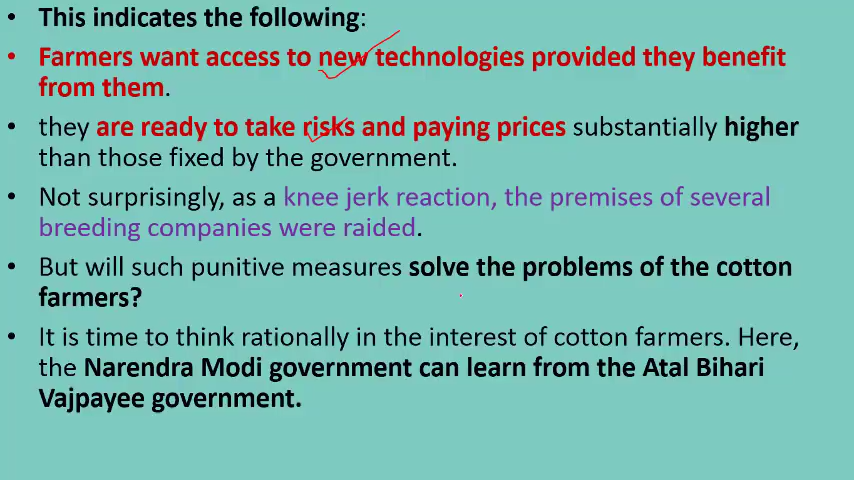 • This indicates the following:
• Farmers want access to new technologies provided they benefit
from them.
• they are ready to take risks and paying prices substantially higher
than those fixed by the government.
• Not surprisingly, as a knee jerk reaction, the premises of several
breeding companies were raided.
• But will such punitive measures solve the problems of the cotton
farmers?
• It is time to think rationally in the interest of cotton farmers. Here,
the Narendra Modi government can learn from the Atal Bihari
Vajpayee government.